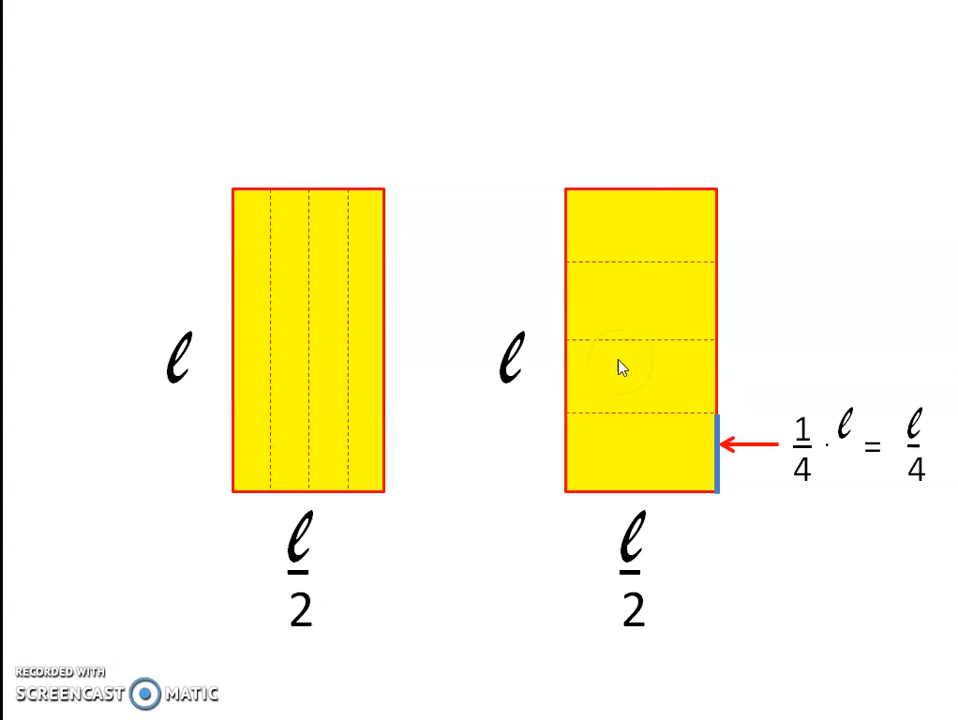 ℓ
ℓ
1/4 · ℓ = ℓ/4
ℓ/2
ℓ/2
RECORDED WITH
SCREENCAST MATIC